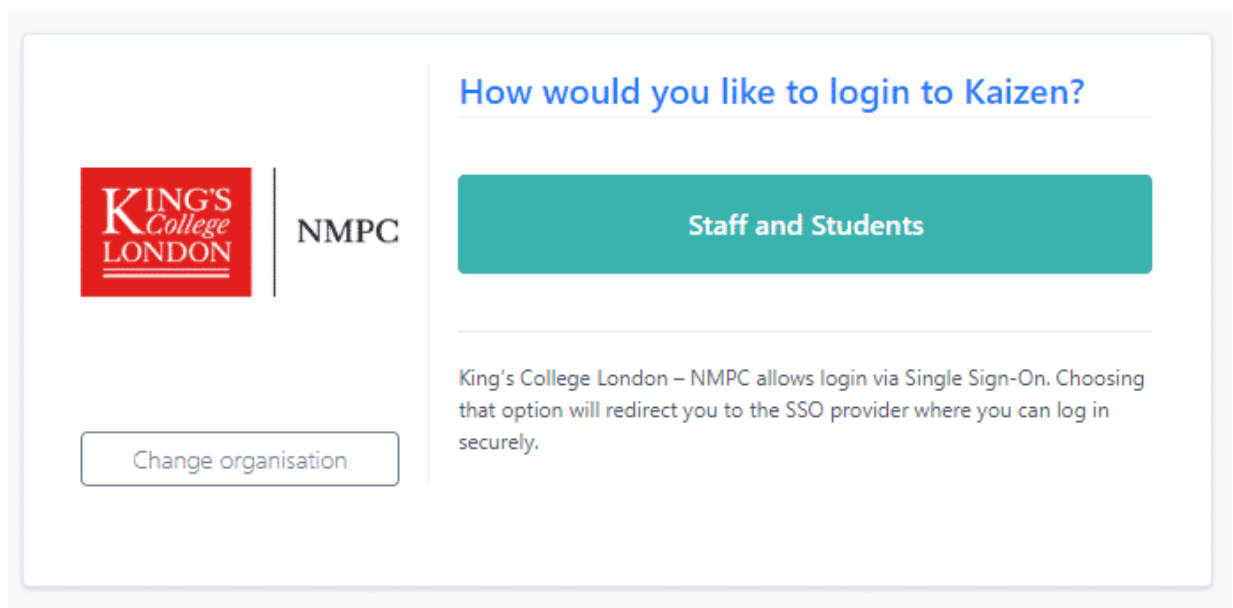 How would you like to login to Kaizen?
KING'S
College
LONDON
NMPC
Staff and Students
King's College London – NMPC allows login via Single Sign-On. Choosing
that option will redirect you to the SSO provider where you can log in
securely.
Change organisation